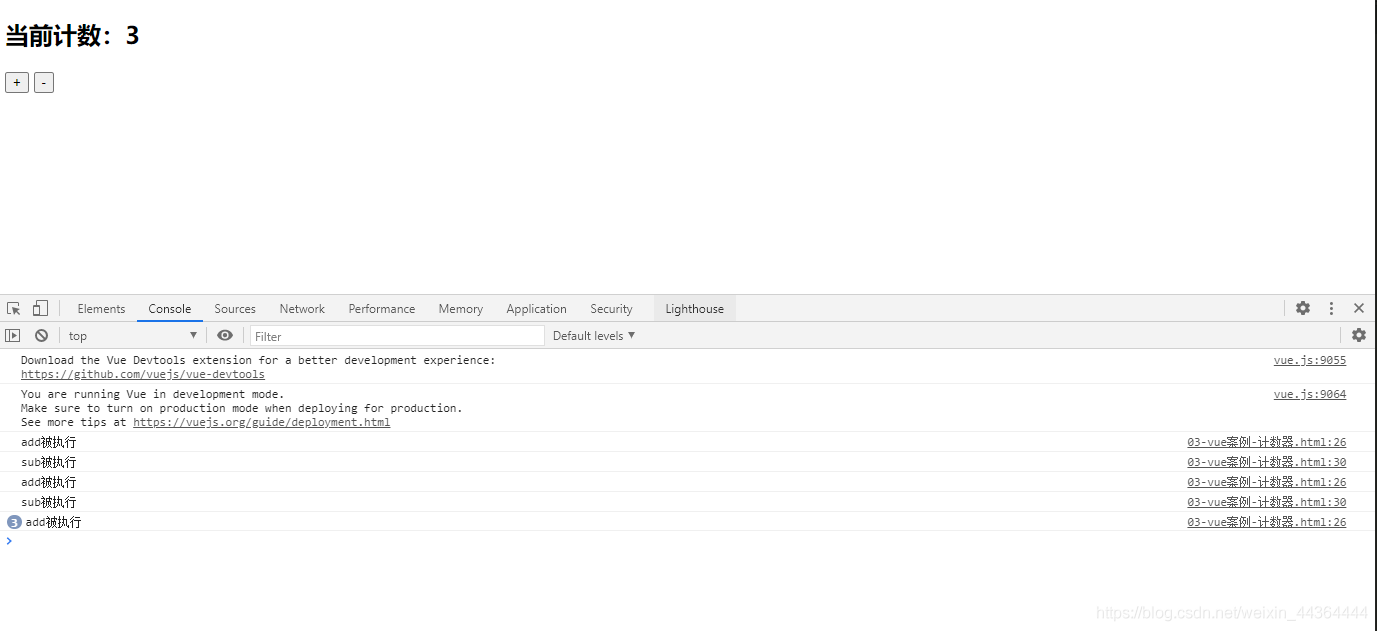 当前计数：3
+ -
Elements Console Sources Network Performance Memory Application Security Lighthouse
top Filter Default levels
Download the Vue Devtools extension for a better development experience: vue.js:9055
https://github.com/vuejs/vue-devtools
You are running Vue in development mode. vue.js:9064
Make sure to turn on production mode when deploying for production.
See more tips at https://vuejs.org/guide/deployment.html
add被执行 03-vue案例-计数器.html:26
sub被执行 03-vue案例-计数器.html:30
add被执行 03-vue案例-计数器.html:26
sub被执行 03-vue案例-计数器.html:30
3 add被执行 03-vue案例-计数器.html:26
https://blog.csdn.net/weixin_44364444